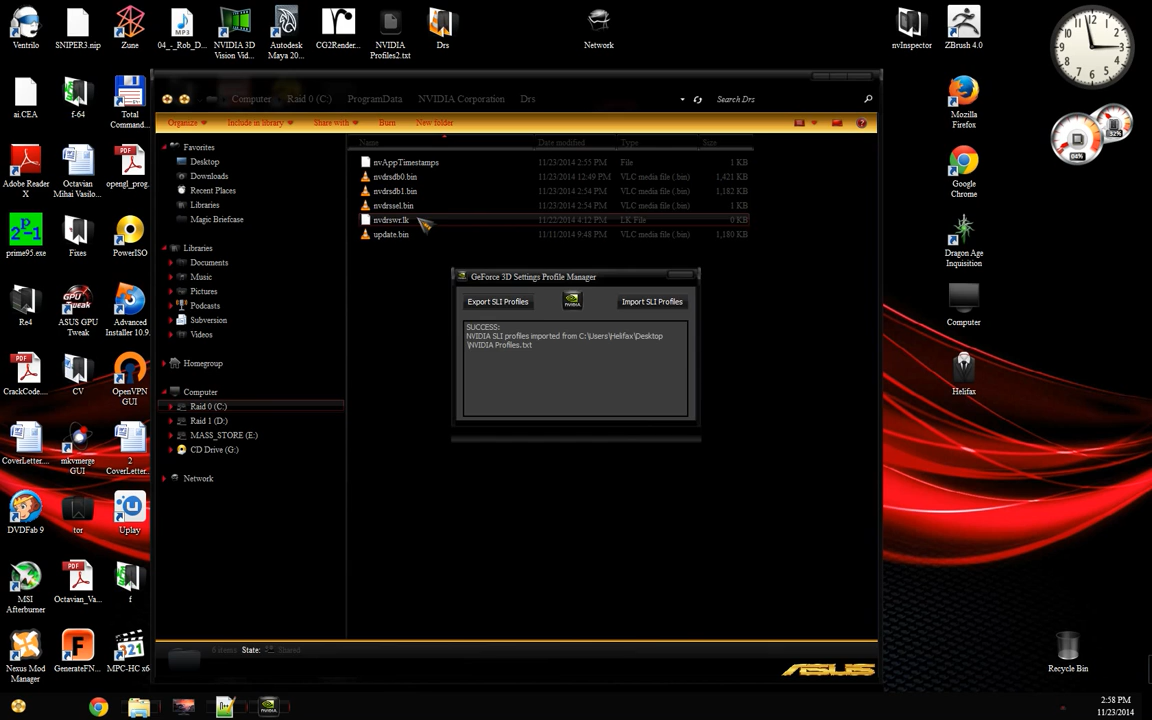 Ventrilo
SNIPER3.nip
Zune
04_-_Rob_D...
NVIDIA 3D
Vision Vid...
Autodesk
Maya 20...
CG2Render...
NVIDIA
Profiles2.txt
Drs
Network
nvInspector
ZBrush 4.0
ai.CEA
f-64
Total
Command...
Adobe Reader
X
Octavian
Mihai Vasilo...
opengl_prog...
prime95.exe
Fixes
PowerISO
Re4
ASUS GPU
Tweak
Advanced
Installer 10.9...
CrackCode...
CV
OpenVPN
GUI
CoverLetter...
mkvmerge
GUI
2
CoverLetter...
DVDFab 9
tor
Uplay
MSI
Afterburner
Octavian_Va...
f
Nexus Mod
Manager
GenerateFN...
MPC-HC x64
Computer
Raid 0 (C:)
ProgramData
NVIDIA Corporation
Drs
Search Drs
Organize
Include in library
Share with
Burn
New folder
Favorites
Desktop
Downloads
Recent Places
Libraries
Magic Briefcase
Libraries
Documents
Music
Pictures
Podcasts
Subversion
Videos
Homegroup
Computer
Raid 0 (C:)
Raid 1 (D:)
MASS_STORE (E:)
CD Drive (G:)
Network
Name Date modified Type Size
nvAppTimestamps 11/23/2014 2:55 PM File 1 KB
nvdrsdb0.bin 11/23/2014 12:49 PM VLC media file (.bin) 1,421 KB
nvdrsdb1.bin 11/23/2014 2:54 PM VLC media file (.bin) 1,182 KB
nvdrssel.bin 11/23/2014 2:54 PM VLC media file (.bin) 1 KB
nvdrswr.lk 11/22/2014 4:12 PM LK File 0 KB
update.bin 11/11/2014 9:48 PM VLC media file (.bin) 1,180 KB
GeForce 3D Settings Profile Manager
Export SLI Profiles
NVIDIA
Import SLI Profiles
SUCCESS:
NVIDIA SLI profiles imported from C:\Users\Helifax\Desktop
\NVIDIA Profiles.txt
6 items State: Shared
ASUS
Mozilla
Firefox
Google
Chrome
Dragon Age
Inquisition
Computer
Helifax
Recycle Bin
2:58 PM
11/23/2014